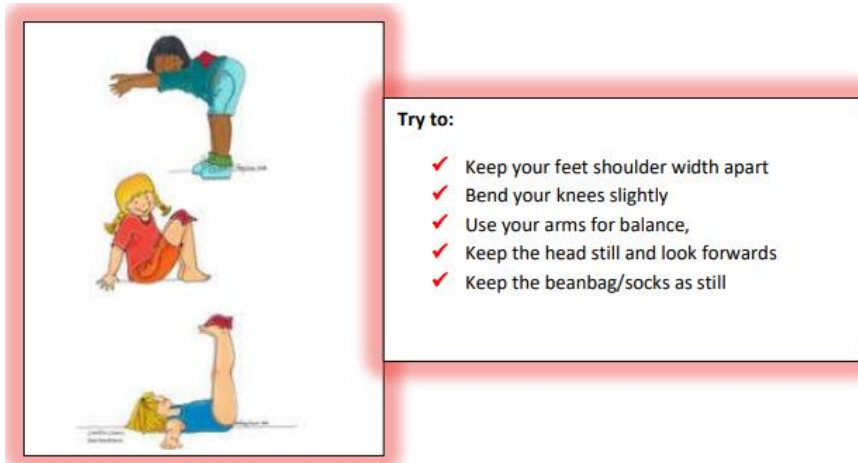 Try to:
✓ Keep your feet shoulder width apart
✓ Bend your knees slightly
✓ Use your arms for balance,
✓ Keep the head still and look forwards
✓ Keep the beanbag/socks as still